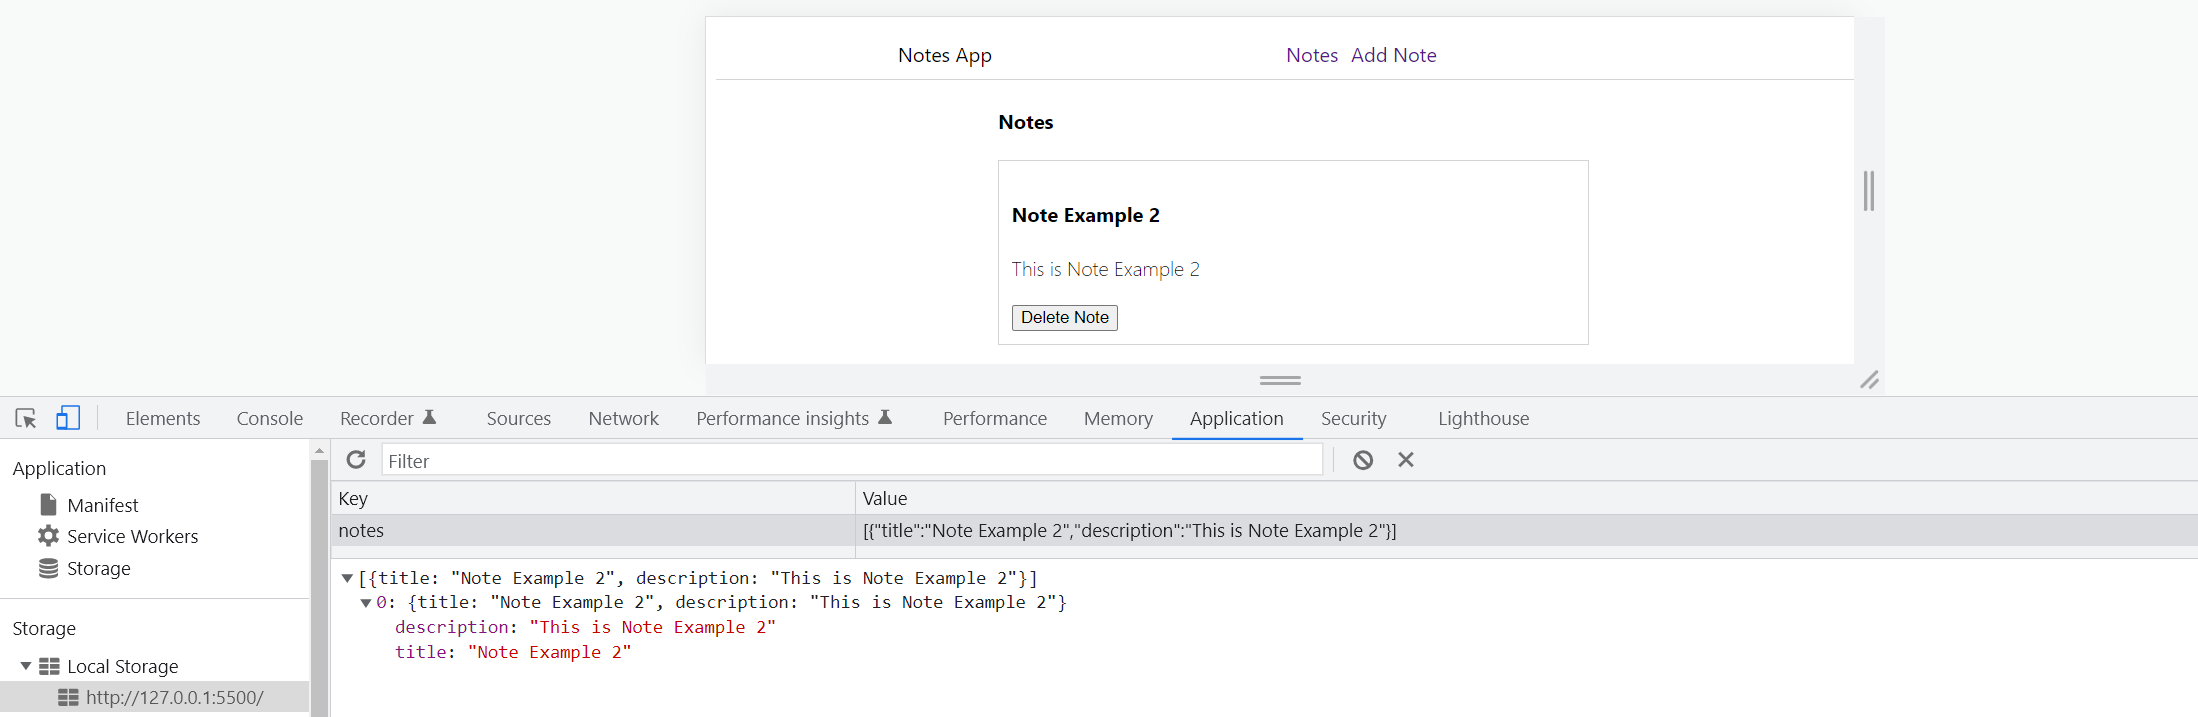 Notes App Notes Add Note
Notes
Note Example 2
This is Note Example 2
Delete Note
Elements Console Recorder Sources Network Performance insights Performance Memory Application Security Lighthouse
Application
Manifest
Service Workers
Storage
Storage
Local Storage
http://127.0.0.1:5500/
Filter
Key Value
notes [{"title":"Note Example 2","description":"This is Note Example 2"}]
[{title: "Note Example 2", description: "This is Note Example 2"}]
0: {title: "Note Example 2", description: "This is Note Example 2"}
description: "This is Note Example 2"
title: "Note Example 2"